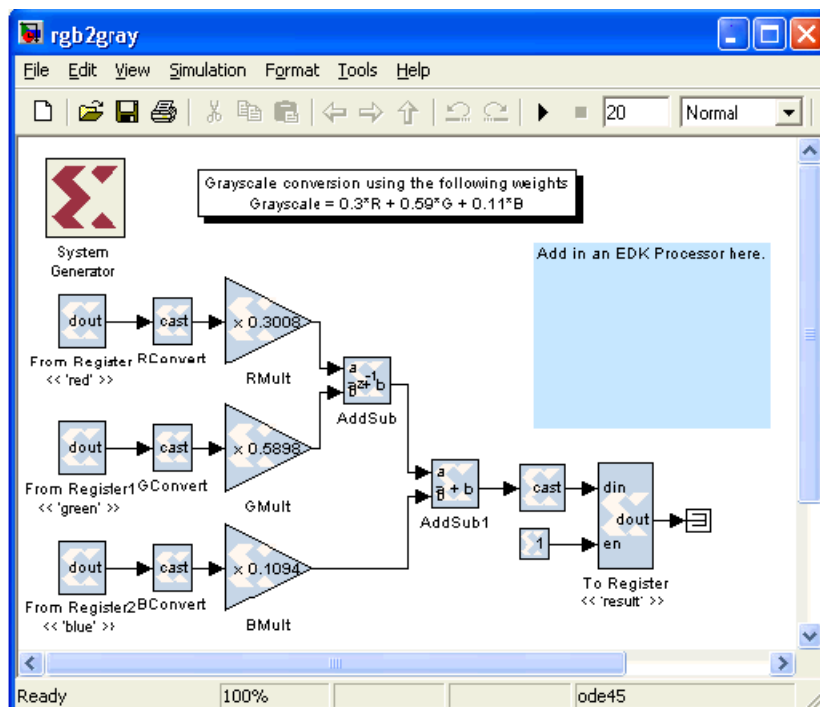 rgb2gray
File Edit View Simulation Format Tools Help
20 Normal
Grayscale conversion using the following weights
Grayscale = 0.3*R + 0.59*G + 0.11*B
System
Generator
Add in an EDK Processor here.
dout
cast
x 0.3008
From Register
<< 'red' >>
RConvert
RMult
a
b
AddSub
dout
cast
x 0.5898
From Register1
<< 'green' >>
GConvert
GMult
a
+ b
AddSub1
cast
din
dout
en
1
To Register
<< 'result' >>
dout
cast
x 0.1094
From Register2
<< 'blue' >>
BConvert
BMult
Ready 100% ode45